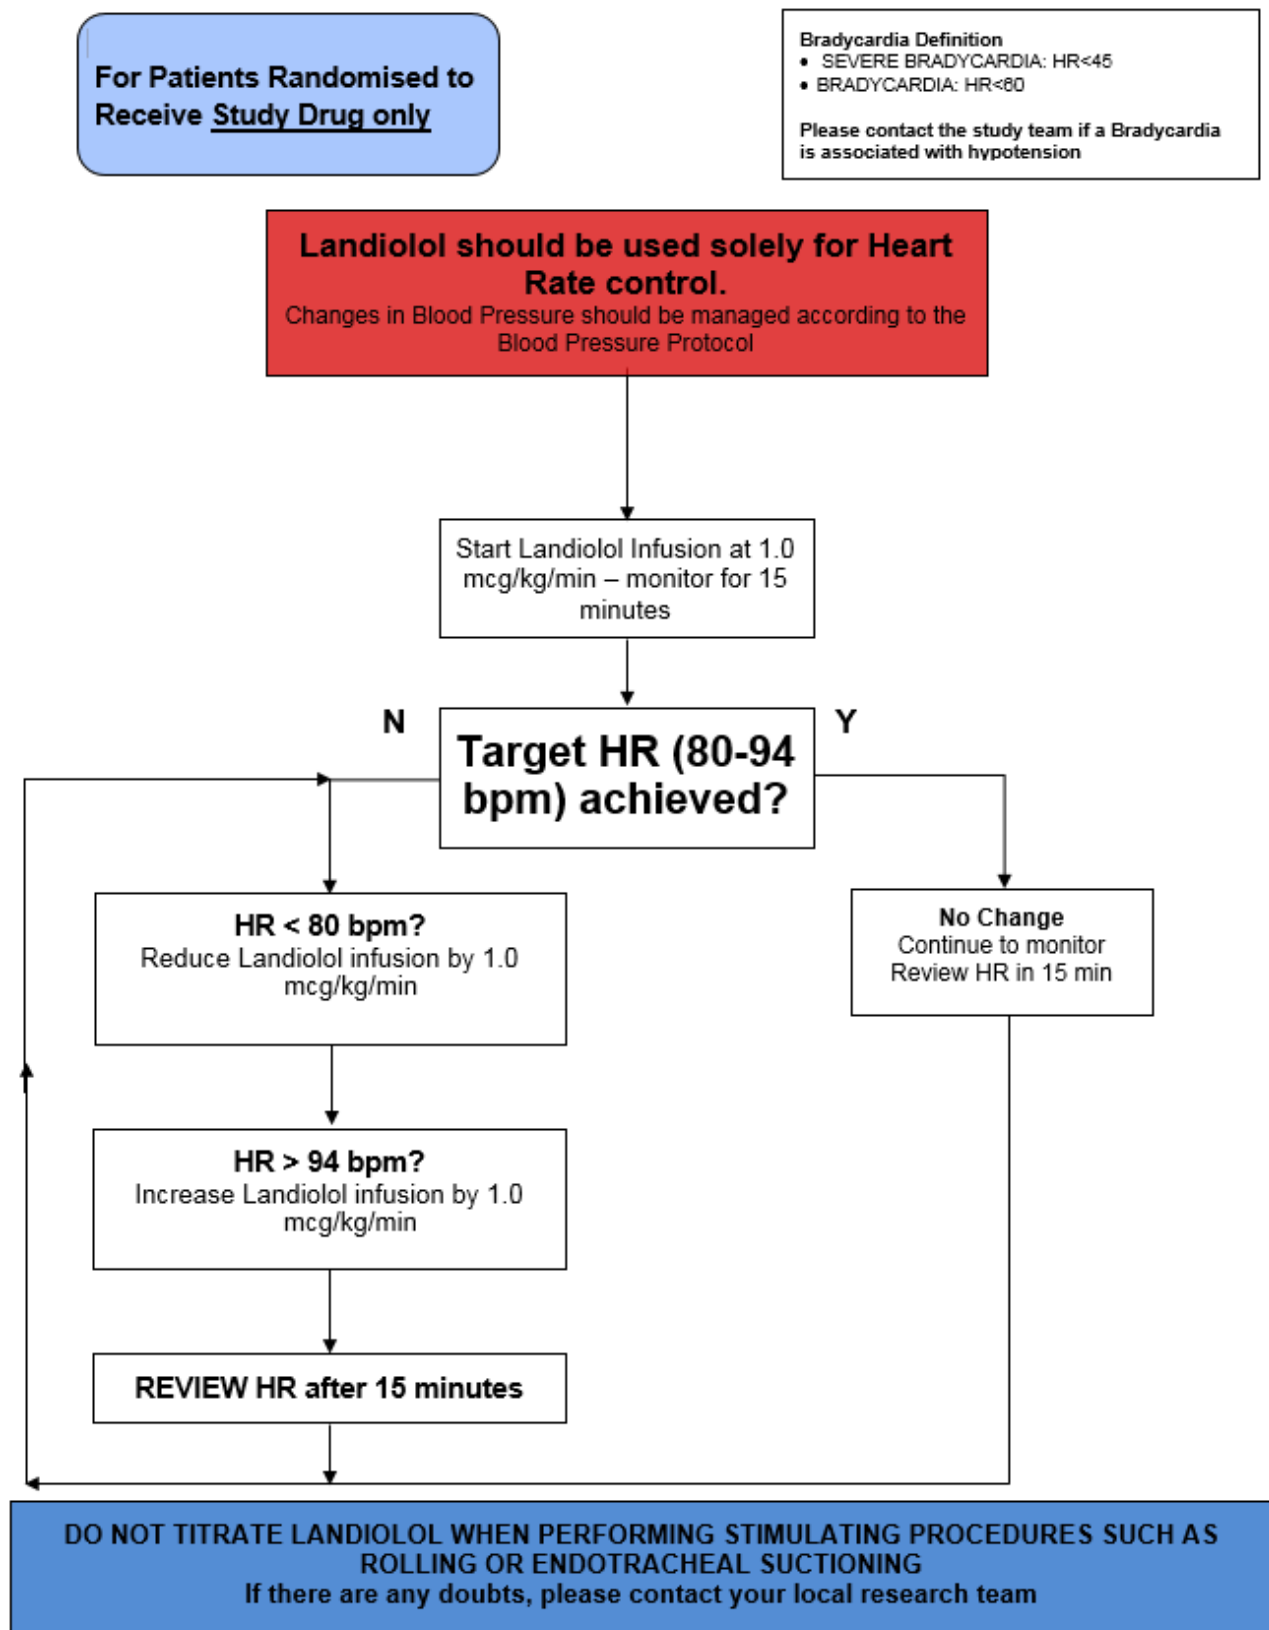 For Patients Randomised to
Receive Study Drug only
Bradycardia Definition
• SEVERE BRADYCARDIA: HR<45
• BRADYCARDIA: HR<60
Please contact the study team if a Bradycardia
is associated with hypotension
Landiolol should be used solely for Heart
Rate control.
Changes in Blood Pressure should be managed according to the
Blood Pressure Protocol
Start Landiolol Infusion at 1.0
mcg/kg/min – monitor for 15
minutes
N
Y
Target HR (80-94
bpm) achieved?
HR < 80 bpm?
Reduce Landiolol infusion by 1.0
mcg/kg/min
No Change
Continue to monitor
Review HR in 15 min
HR > 94 bpm?
Increase Landiolol infusion by 1.0
mcg/kg/min
REVIEW HR after 15 minutes
DO NOT TITRATE LANDIOLOL WHEN PERFORMING STIMULATING PROCEDURES SUCH AS
ROLLING OR ENDOTRACHEAL SUCTIONING
If there are any doubts, please contact your local research team